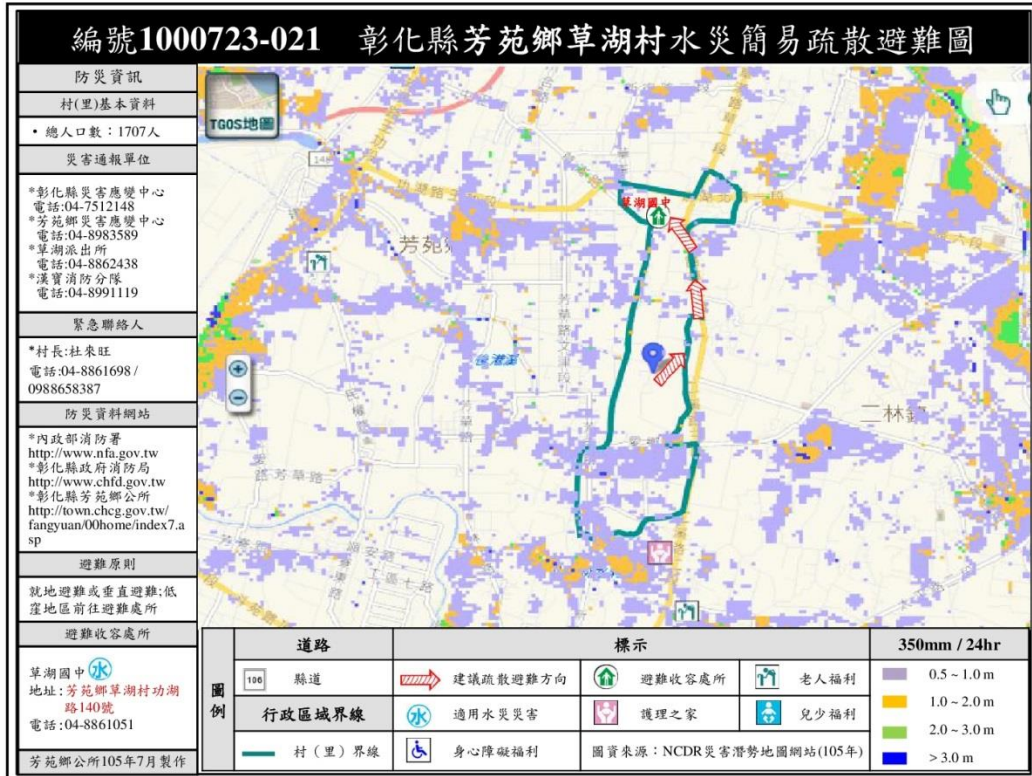 編號1000723-021 彰化縣芳苑鄉草湖村水災簡易疏散避難圖
防災資訊
村(里)基本資料
• 總人口數：1707人
災害通報單位
*彰化縣災害應變中心
電話:04-7512148
*芳苑鄉災害應變中心
電話:04-8983589
*草湖派出所
電話:04-8862438
*漢寶消防分隊
電話:04-8991119
緊急聯絡人
*村長:杜來旺
電話:04-8861698 /
0988658387
防災資料網站
*內政部消防署
http://www.nfa.gov.tw
*彰化縣政府消防局
http://www.chfd.gov.tw
*彰化縣芳苑鄉公所
http://town.chcg.gov.tw/
fangyuan/00home/index7.a
sp
避難原則
就地避難或垂直避難;低
窪地區前往避難處所
避難收容處所
草湖國中 水
地址:芳苑鄉草湖村功湖
路140號
電話:04-8861051
芳苑鄉公所105年7月製作
TGOS地圖
草湖國中
芳苑
二林鎮
圖例
道路
標示
350mm / 24hr
106 縣道
建議疏散避難方向
避難收容處所
老人福利
0.5 ~ 1.0 m
行政區域界線
水 適用水災災害
護理之家
兒少福利
1.0 ~ 2.0 m
2.0 ~ 3.0 m
村（里）界線
身心障礙福利
圖資來源：NCDR災害潛勢地圖網站(105年)
> 3.0 m